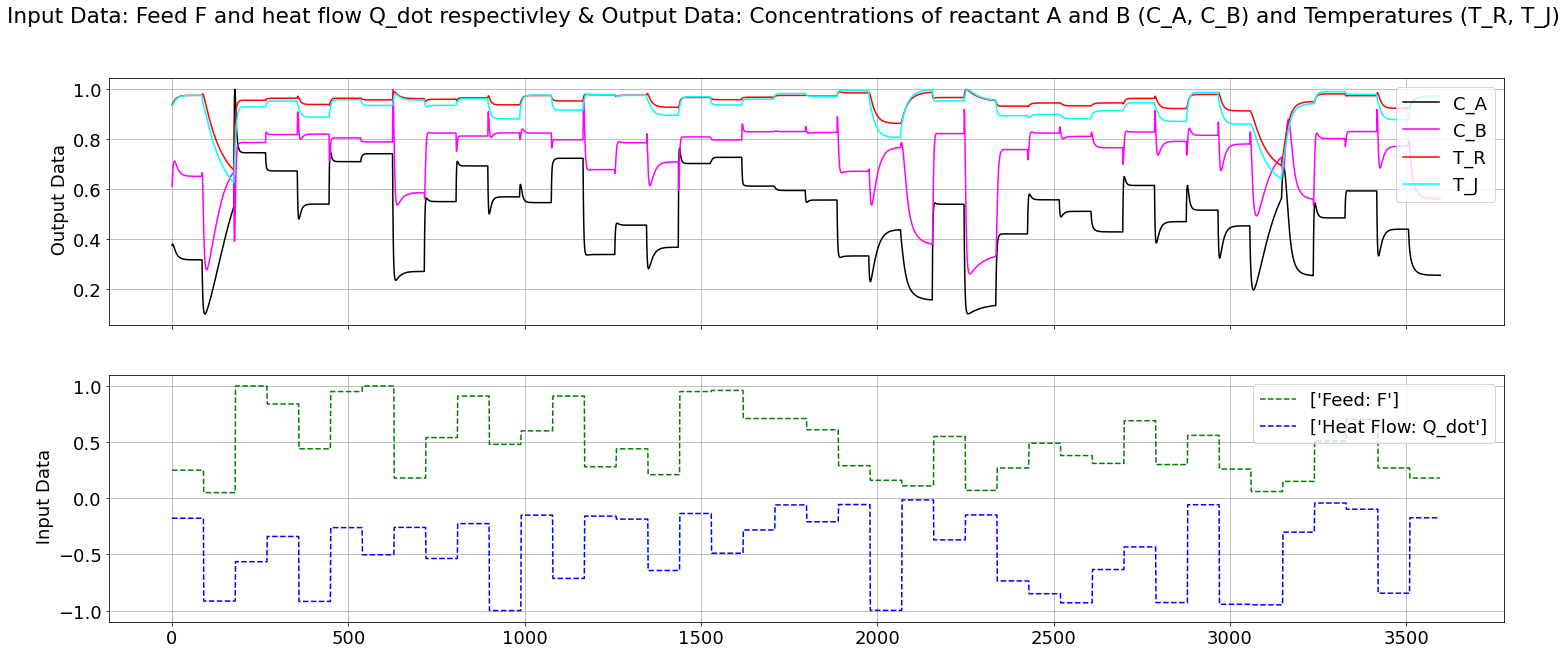 Input Data: Feed F and heat flow Q_dot respectivley & Output Data: Concentrations of reactant A and B (C_A, C_B) and Temperatures (T_R, T_J)
Output Data
1.0
0.8
0.6
0.4
0.2
C_A
C_B
T_R
T_J
Input Data
1.0
0.5
0.0
−0.5
−1.0
['Feed: F']
['Heat Flow: Q_dot']
0 500 1000 1500 2000 2500 3000 3500